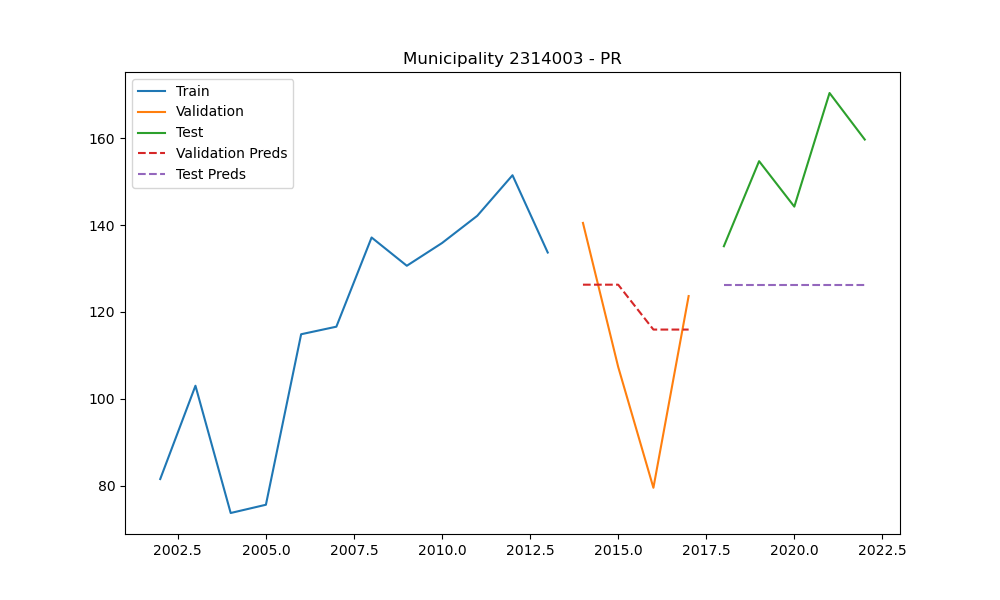 Municipality 2314003 - PR
Train
Validation
Test
Validation Preds
Test Preds
160
140
120
100
80
2002.5 2005.0 2007.5 2010.0 2012.5 2015.0 2017.5 2020.0 2022.5